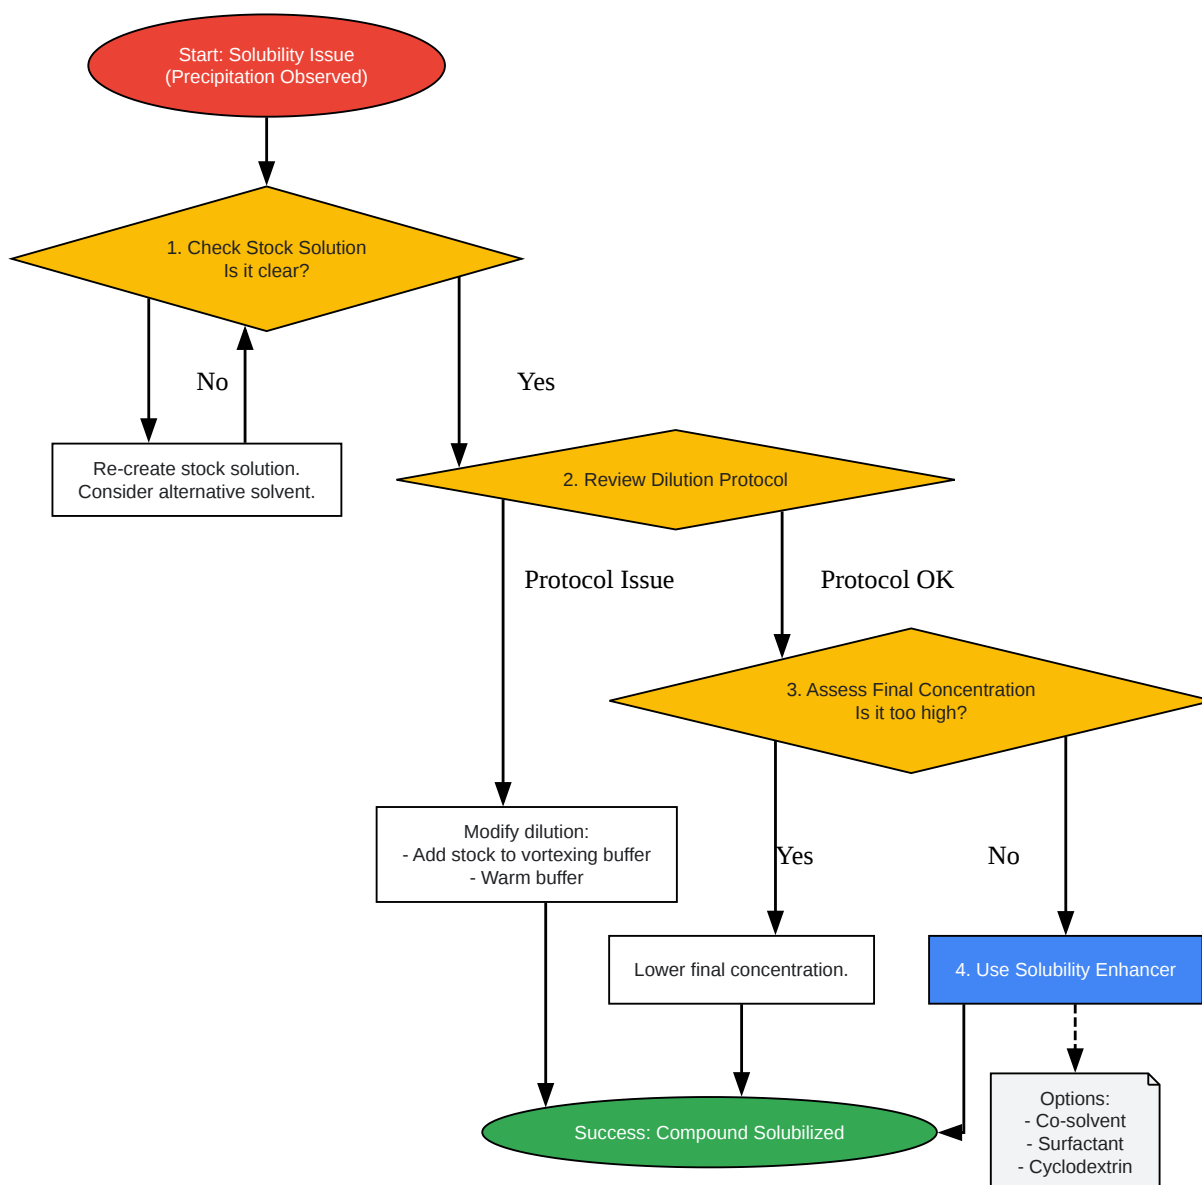 Start: Solubility Issue
(Precipitation Observed)
1. Check Stock Solution
Is it clear?
No
Yes
Re-create stock solution.
Consider alternative solvent.
2. Review Dilution Protocol
Protocol Issue
Protocol OK
3. Assess Final Concentration
Is it too high?
Modify dilution:
- Add stock to vortexing buffer
- Warm buffer
Yes
No
Lower final concentration.
4. Use Solubility Enhancer
Options:
- Co-solvent
- Surfactant
- Cyclodextrin
Success: Compound Solubilized